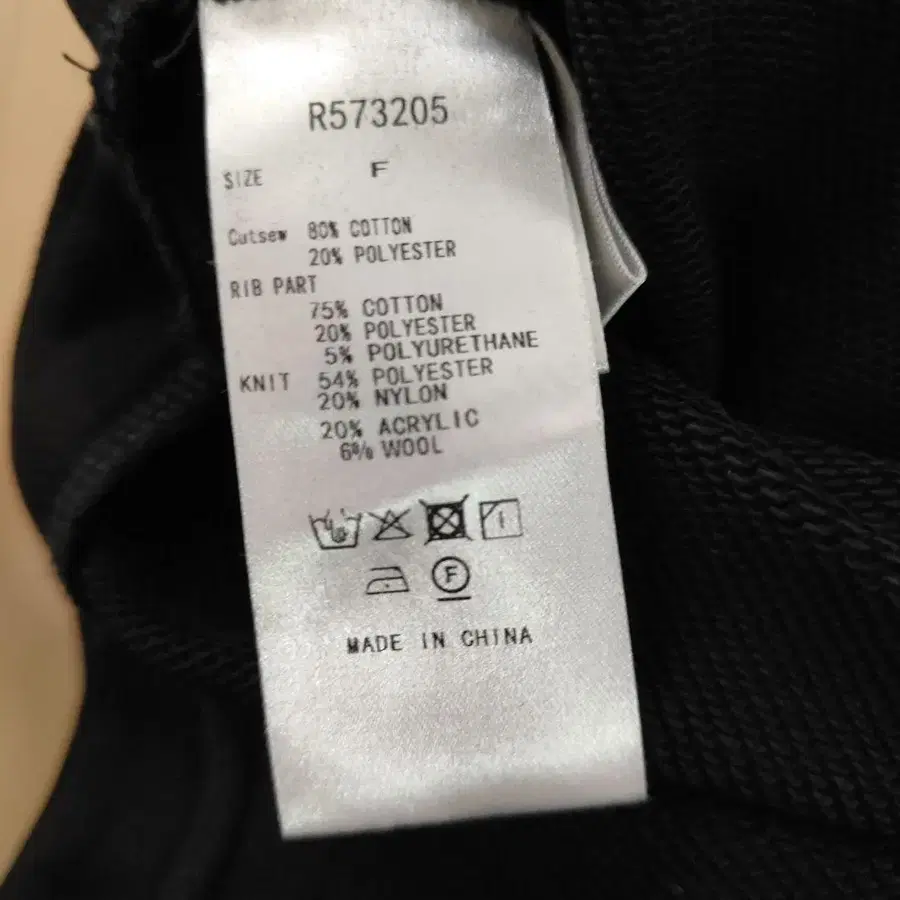 R573205
SIZE F
Cutsew 80% COTTON
20% POLYESTER
RIB PART
75% COTTON
20% POLYESTER
5% POLYURETHANE
KNIT 54% POLYESTER
20% NYLON
20% ACRYLIC
6% WOOL
F
MADE IN CHINA